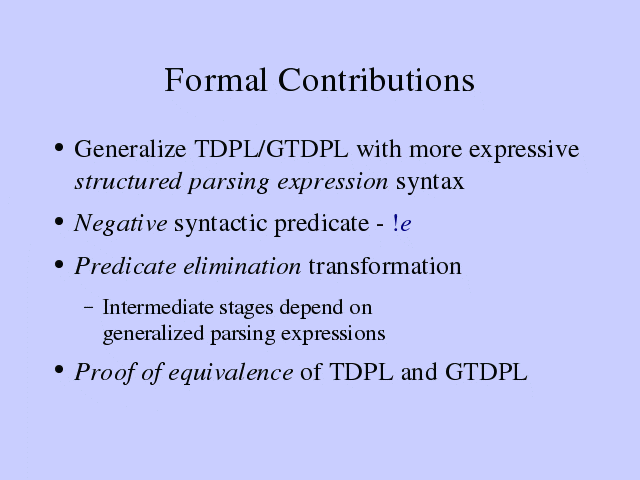 Formal Contributions
• Generalize TDPL/GTDPL with more expressive
structured parsing expression syntax
• Negative syntactic predicate - !e
• Predicate elimination transformation
– Intermediate stages depend on
generalized parsing expressions
• Proof of equivalence of TDPL and GTDPL